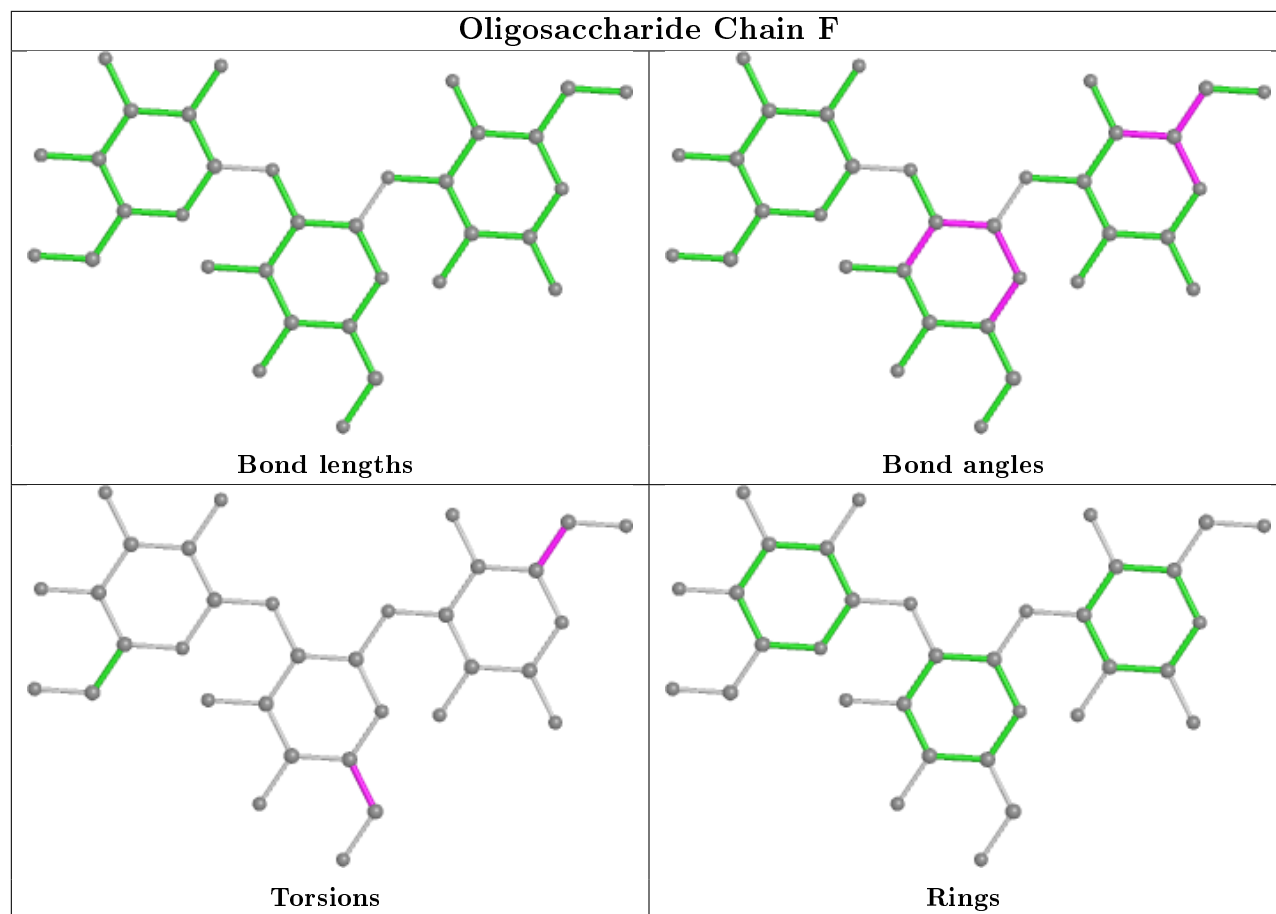 Oligosaccharide Chain F
Bond lengths
Bond angles
Torsions
Rings